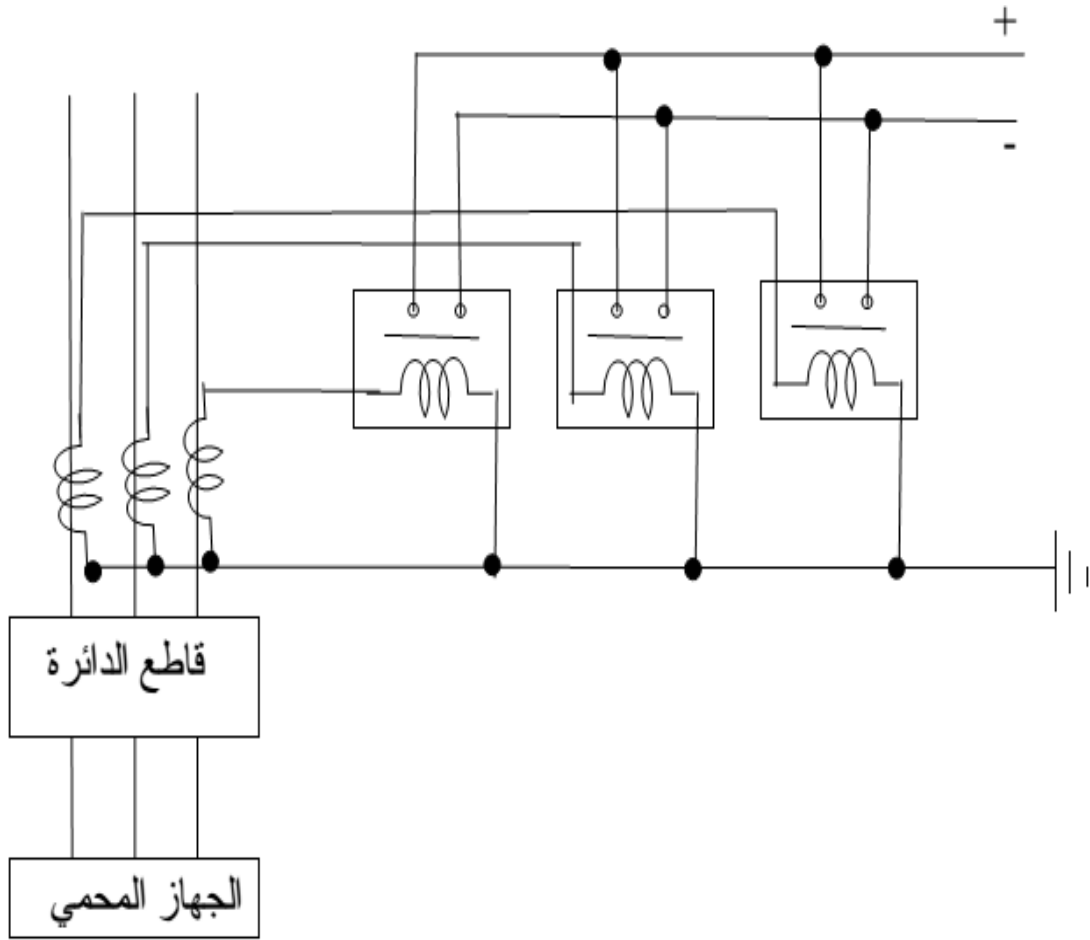 +
-
قاطع الدائرة
الجهاز المحمي